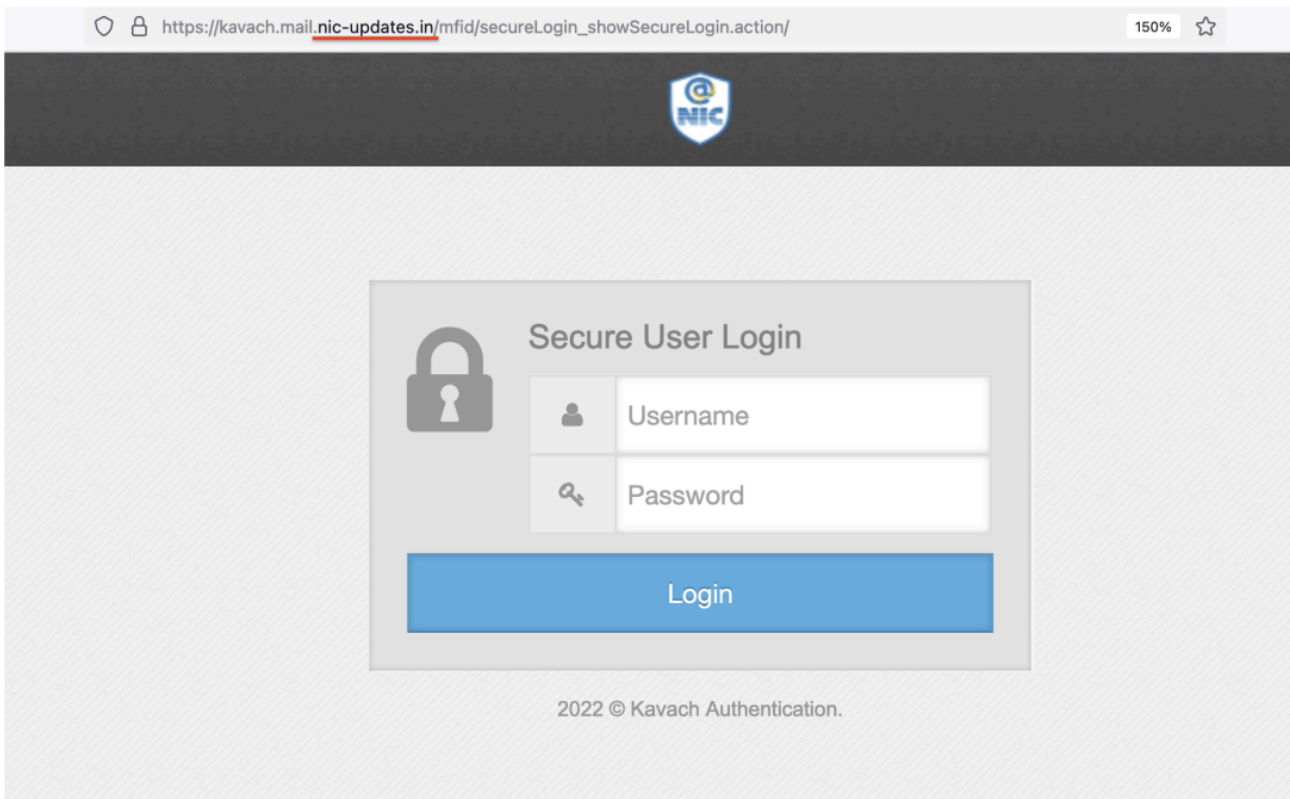 https://kavach.mail.nic-updates.in/mfid/secureLogin_showSecureLogin.action/ 150%
@
NIC
Secure User Login
Username
Password
Login
2022 © Kavach Authentication.